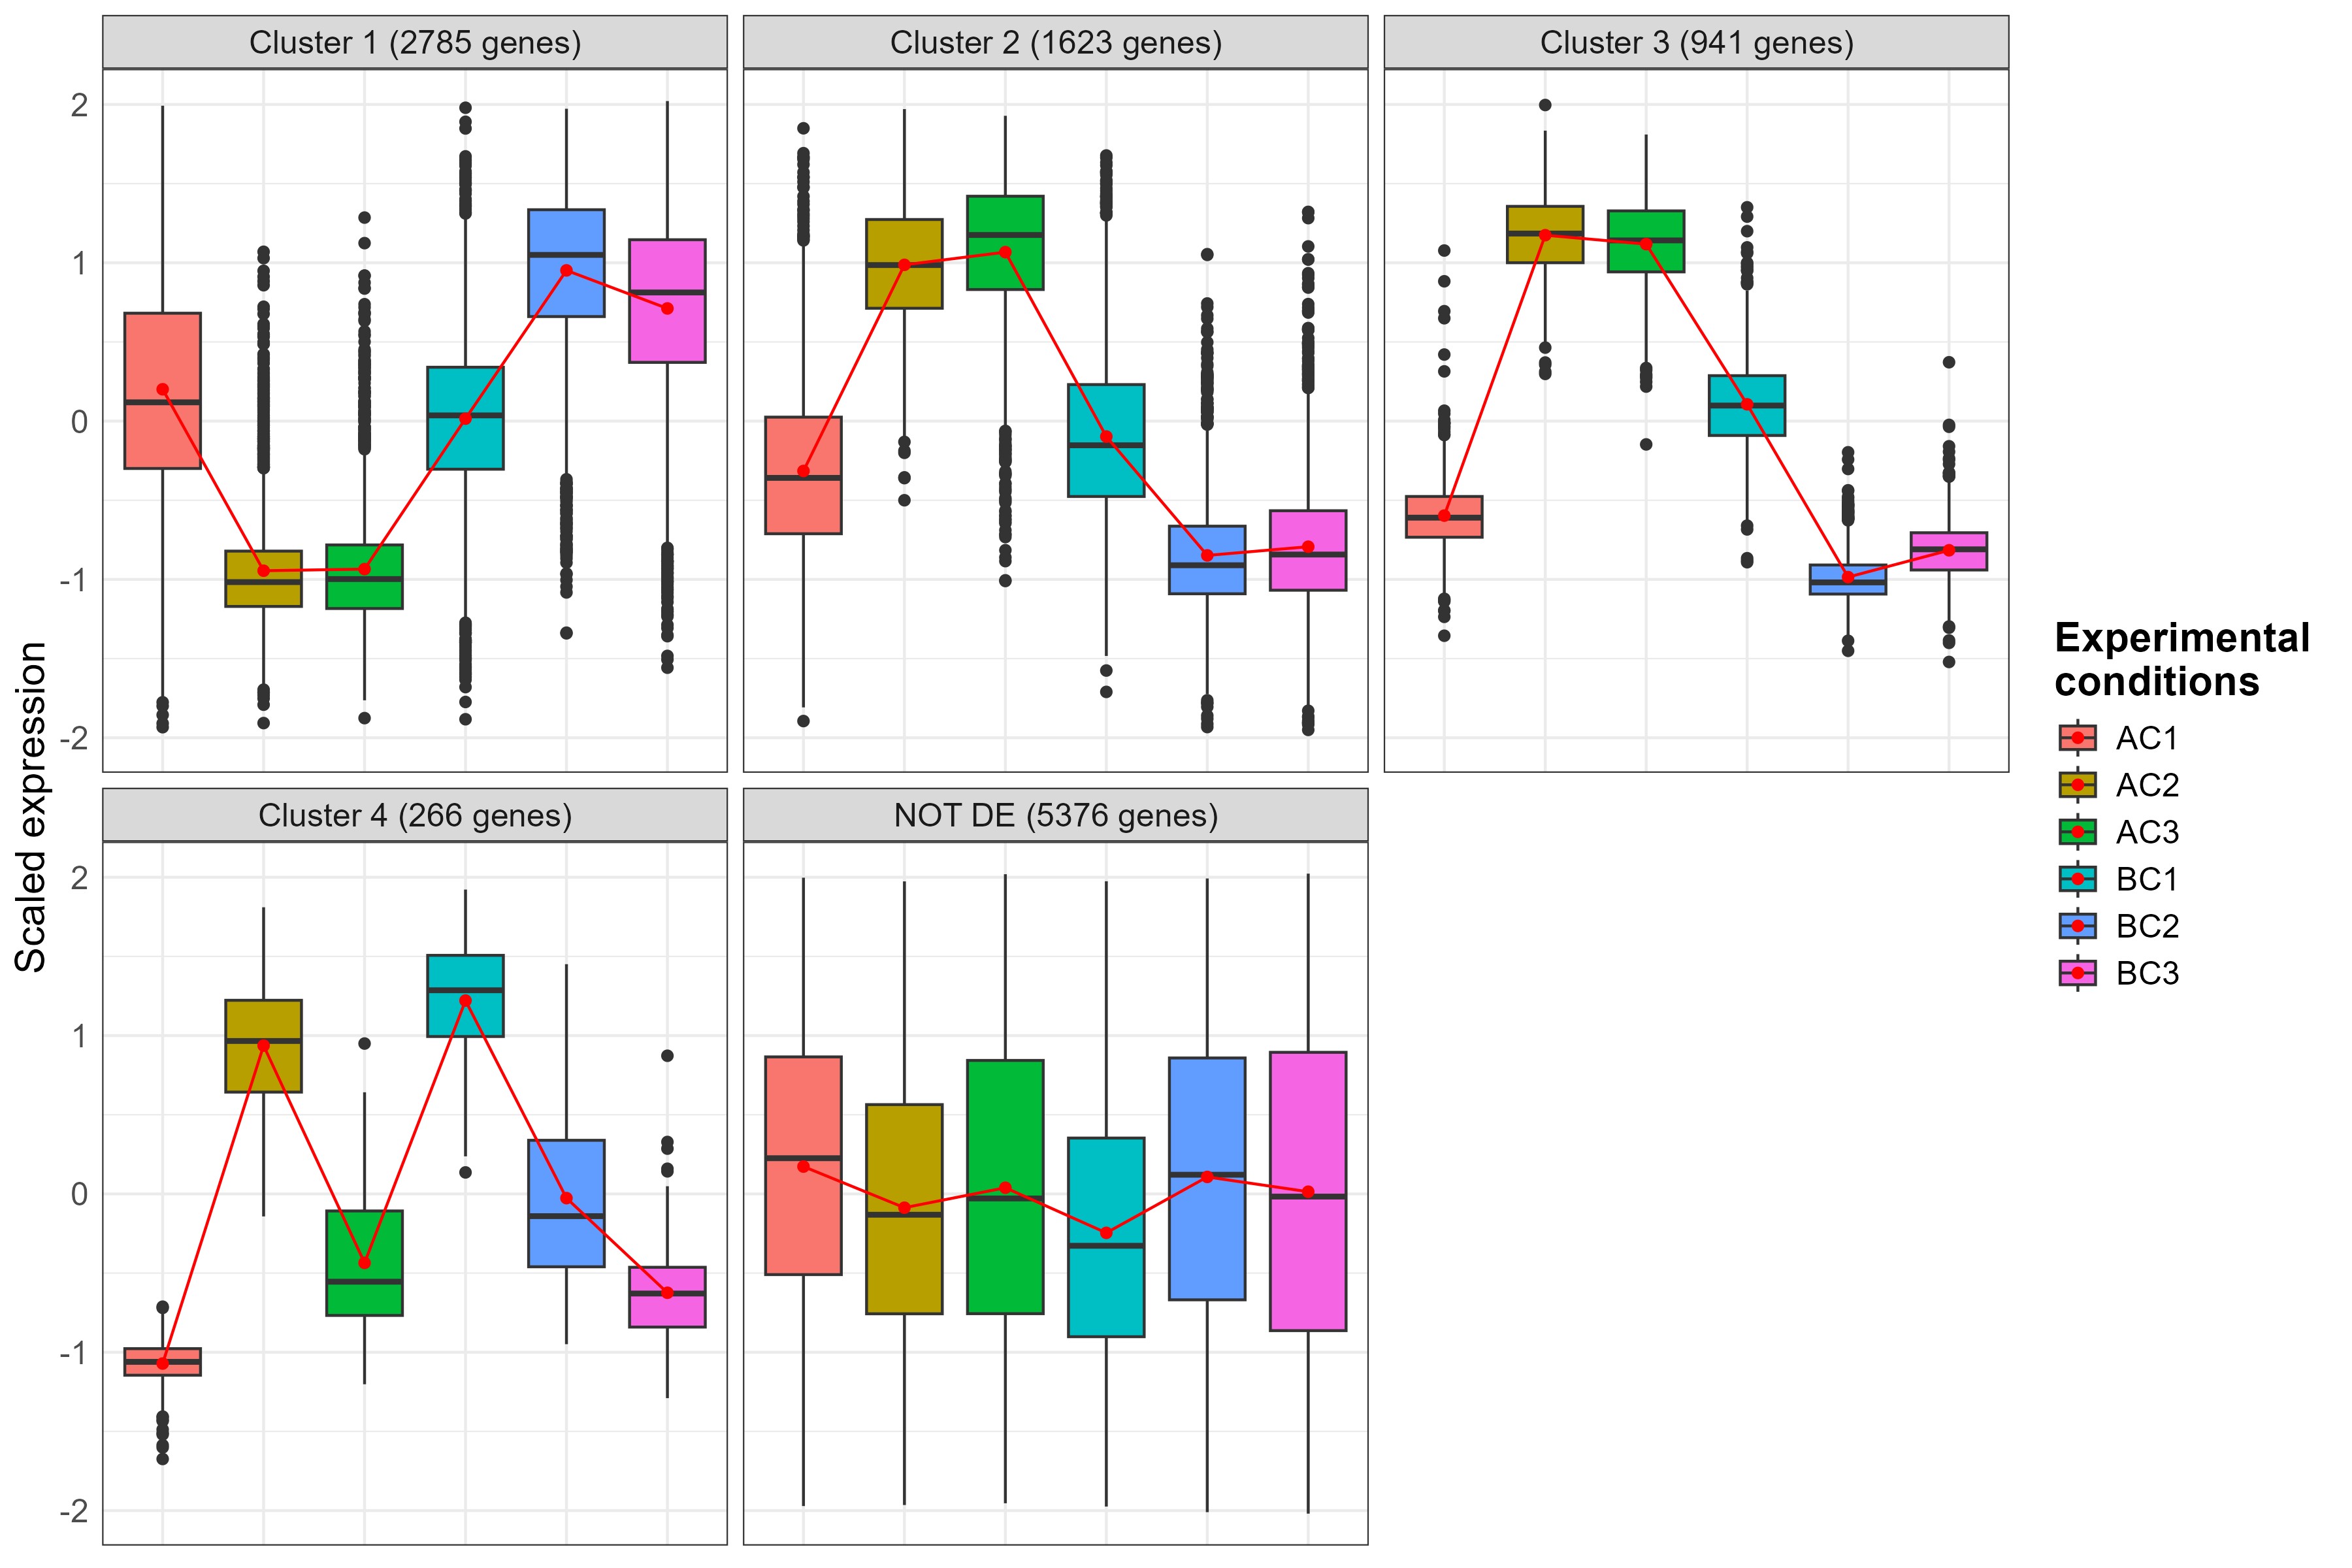 Cluster 1 (2785 genes)
Cluster 2 (1623 genes)
Cluster 3 (941 genes)
2
1
0
-1
-2
Cluster 4 (266 genes)
NOT DE (5376 genes)
2
1
0
-1
-2
Scaled expression
Experimental
conditions
AC1
AC2
AC3
BC1
BC2
BC3